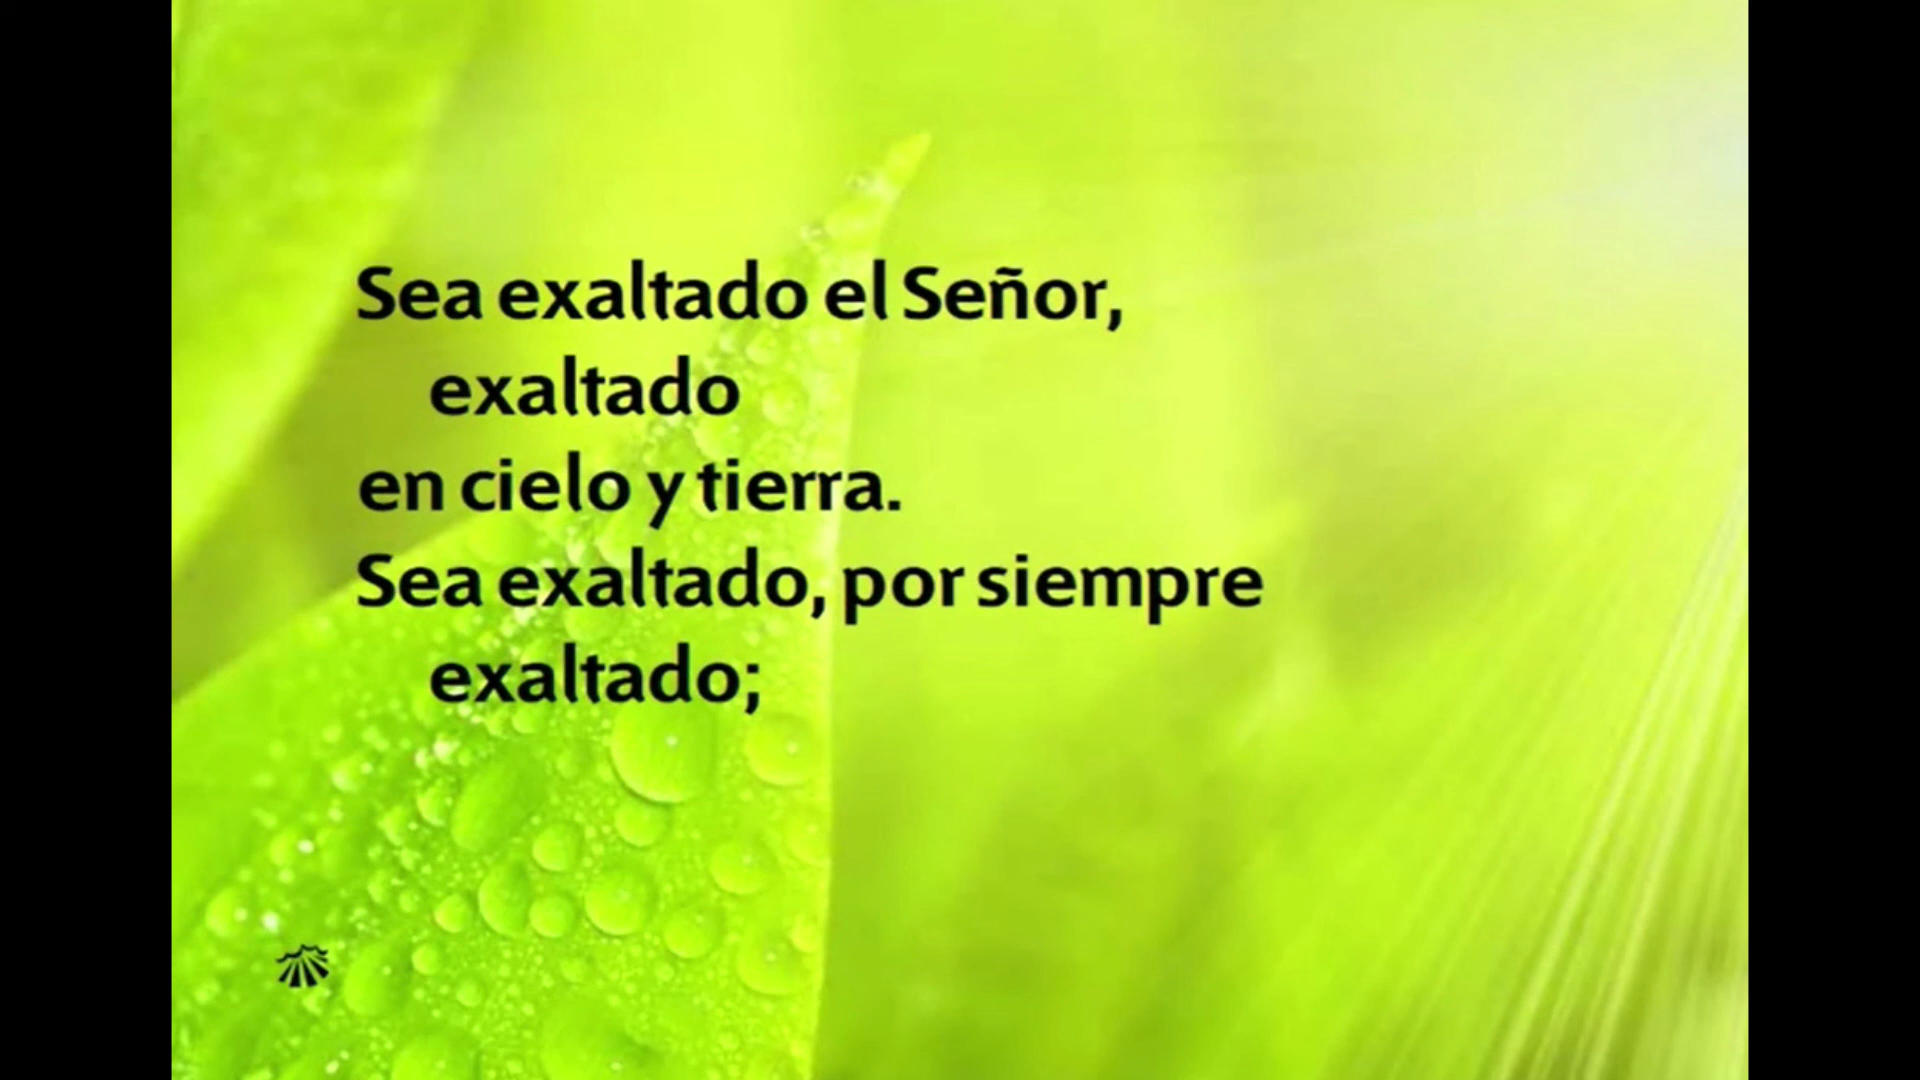 Sea exaltado el Señor,
exaltado
en cielo y tierra.
Sea exaltado, por siempre
exaltado;